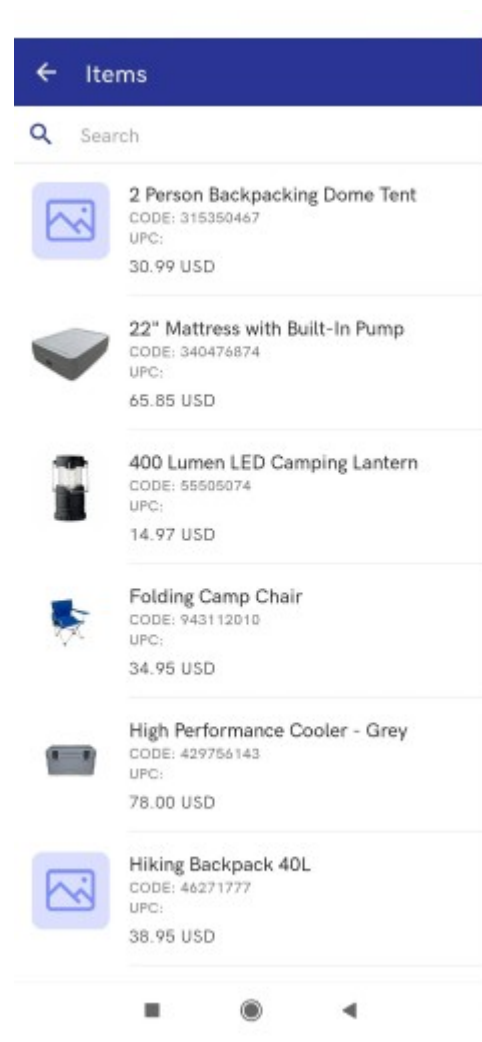 Items
Search
2 Person Backpacking Dome Tent
CODE: 315350467
UPC:
30.99 USD
22" Mattress with Built-In Pump
CODE: 340476874
UPC:
65.85 USD
400 Lumen LED Camping Lantern
CODE: 55505074
UPC:
14.97 USD
Folding Camp Chair
CODE: 943112010
UPC:
34.95 USD
High Performance Cooler - Grey
CODE: 429756143
UPC:
78.00 USD
Hiking Backpack 40L
CODE: 46271777
UPC:
38.95 USD